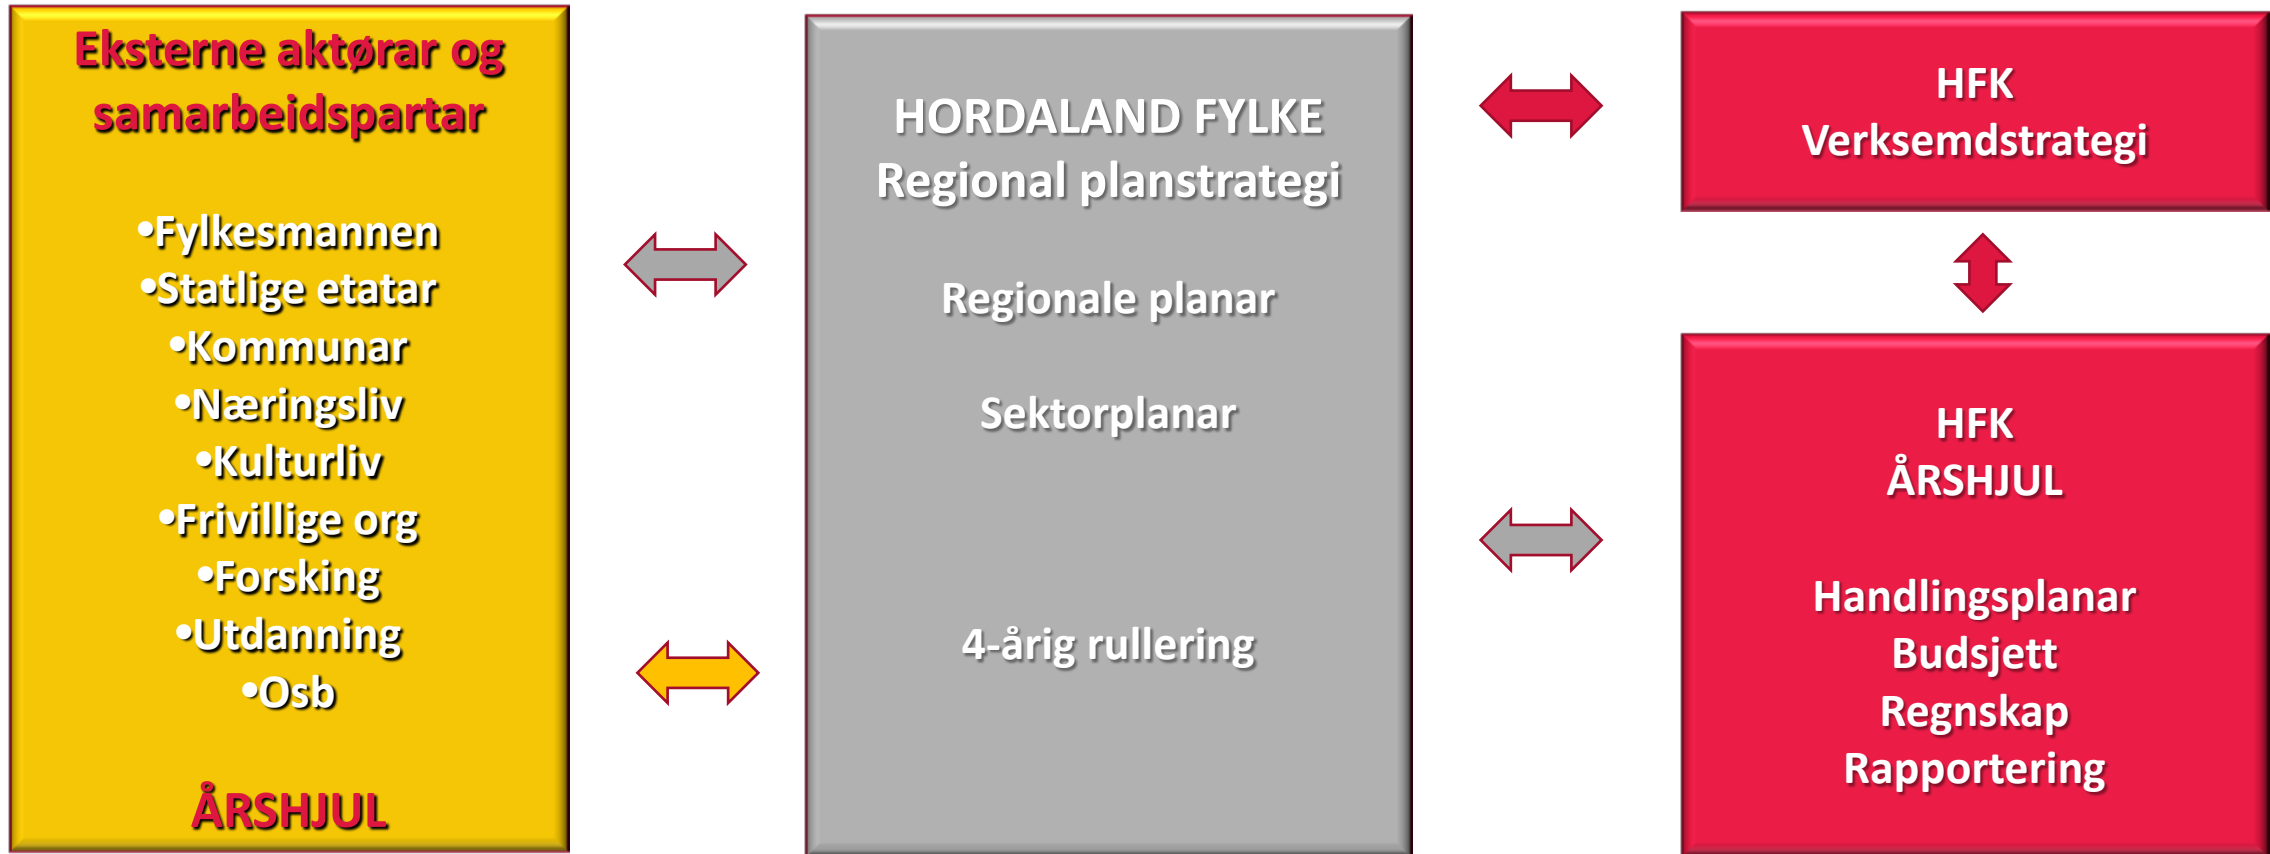 Eksterne aktørar og
samarbeidspartar
•Fylkesmannen
•Statlige etatar
•Kommunar
•Næringsliv
•Kulturliv
•Frivillige org
•Forsking
•Utdanning
•Osb
ÅRSHJUL
HORDALAND FYLKE
Regional planstrategi
Regionale planar
Sektorplanar
4-årig rullering
HFK
Verksemdstrategi
HFK
ÅRSHJUL
Handlingsplanar
Budsjett
Regnskap
Rapportering